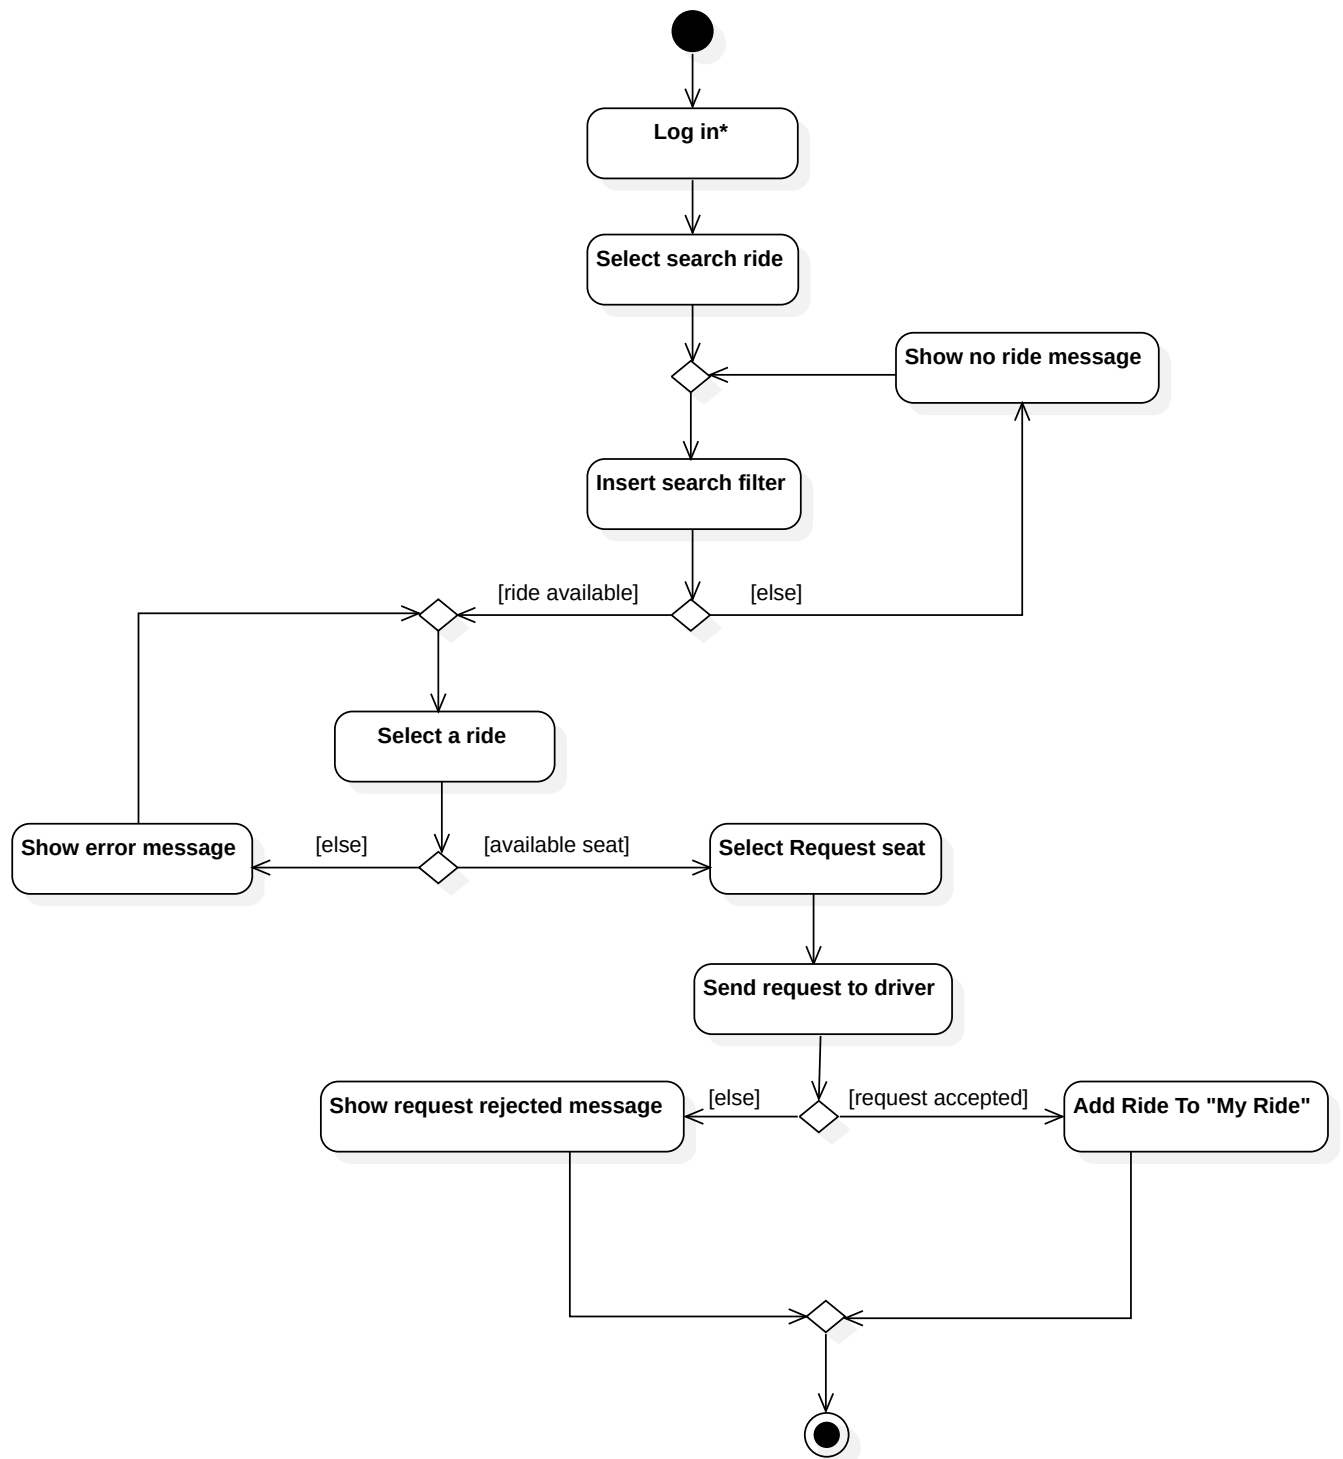 Log in*
Select search ride
Show no ride message
Insert search filter
[ride available]
[else]
Select a ride
Show error message
[else]
[available seat]
Select Request seat
Send request to driver
Show request rejected message
[else]
[request accepted]
Add Ride To "My Ride"